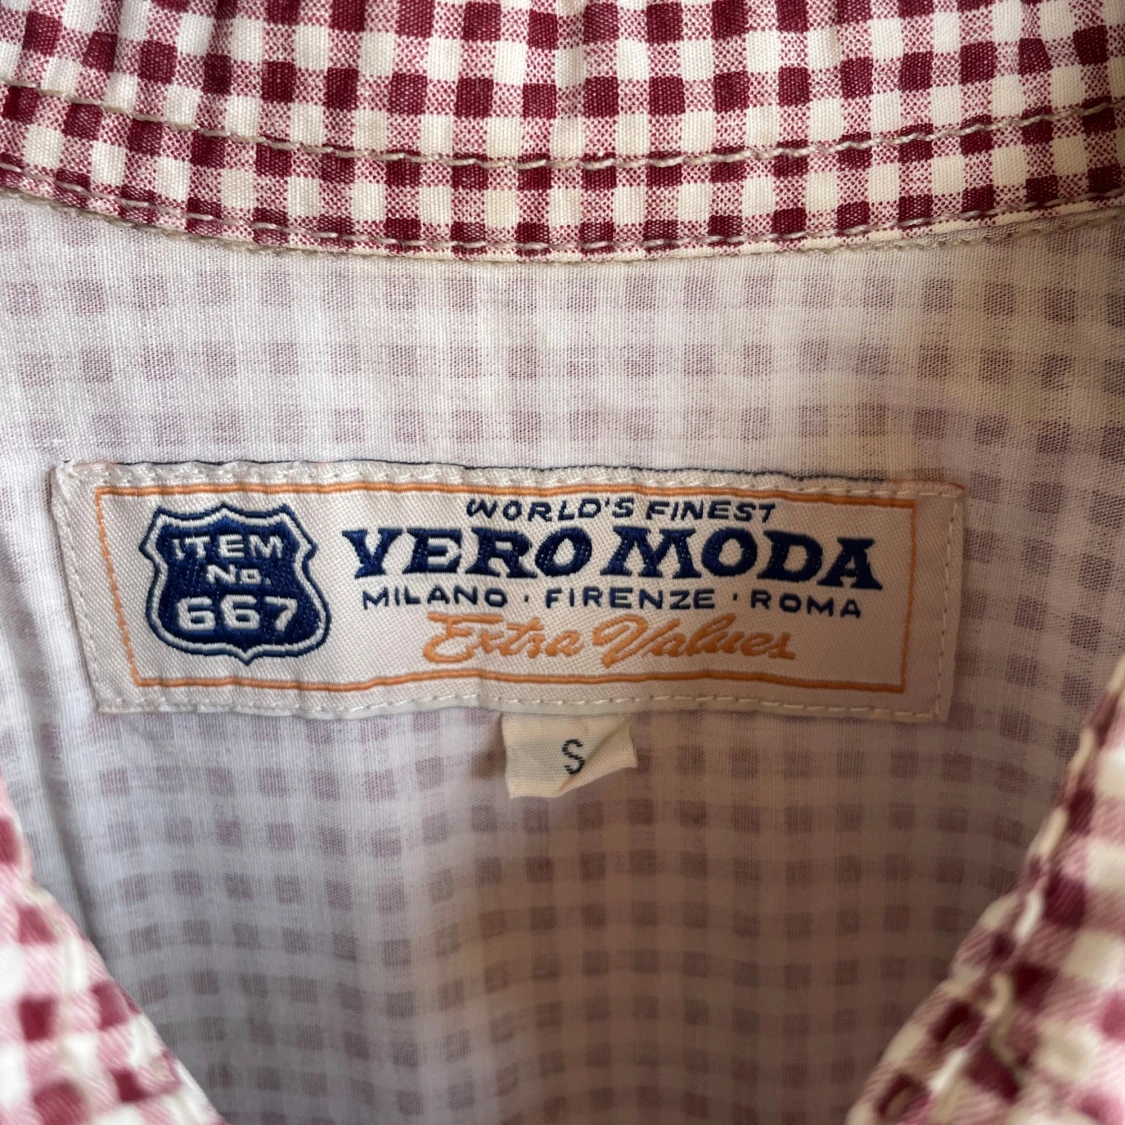 ITEM
No.
667
WORLD'S FINEST
VERO MODA
MILANO · FIRENZE · ROMA
Extra Values
S